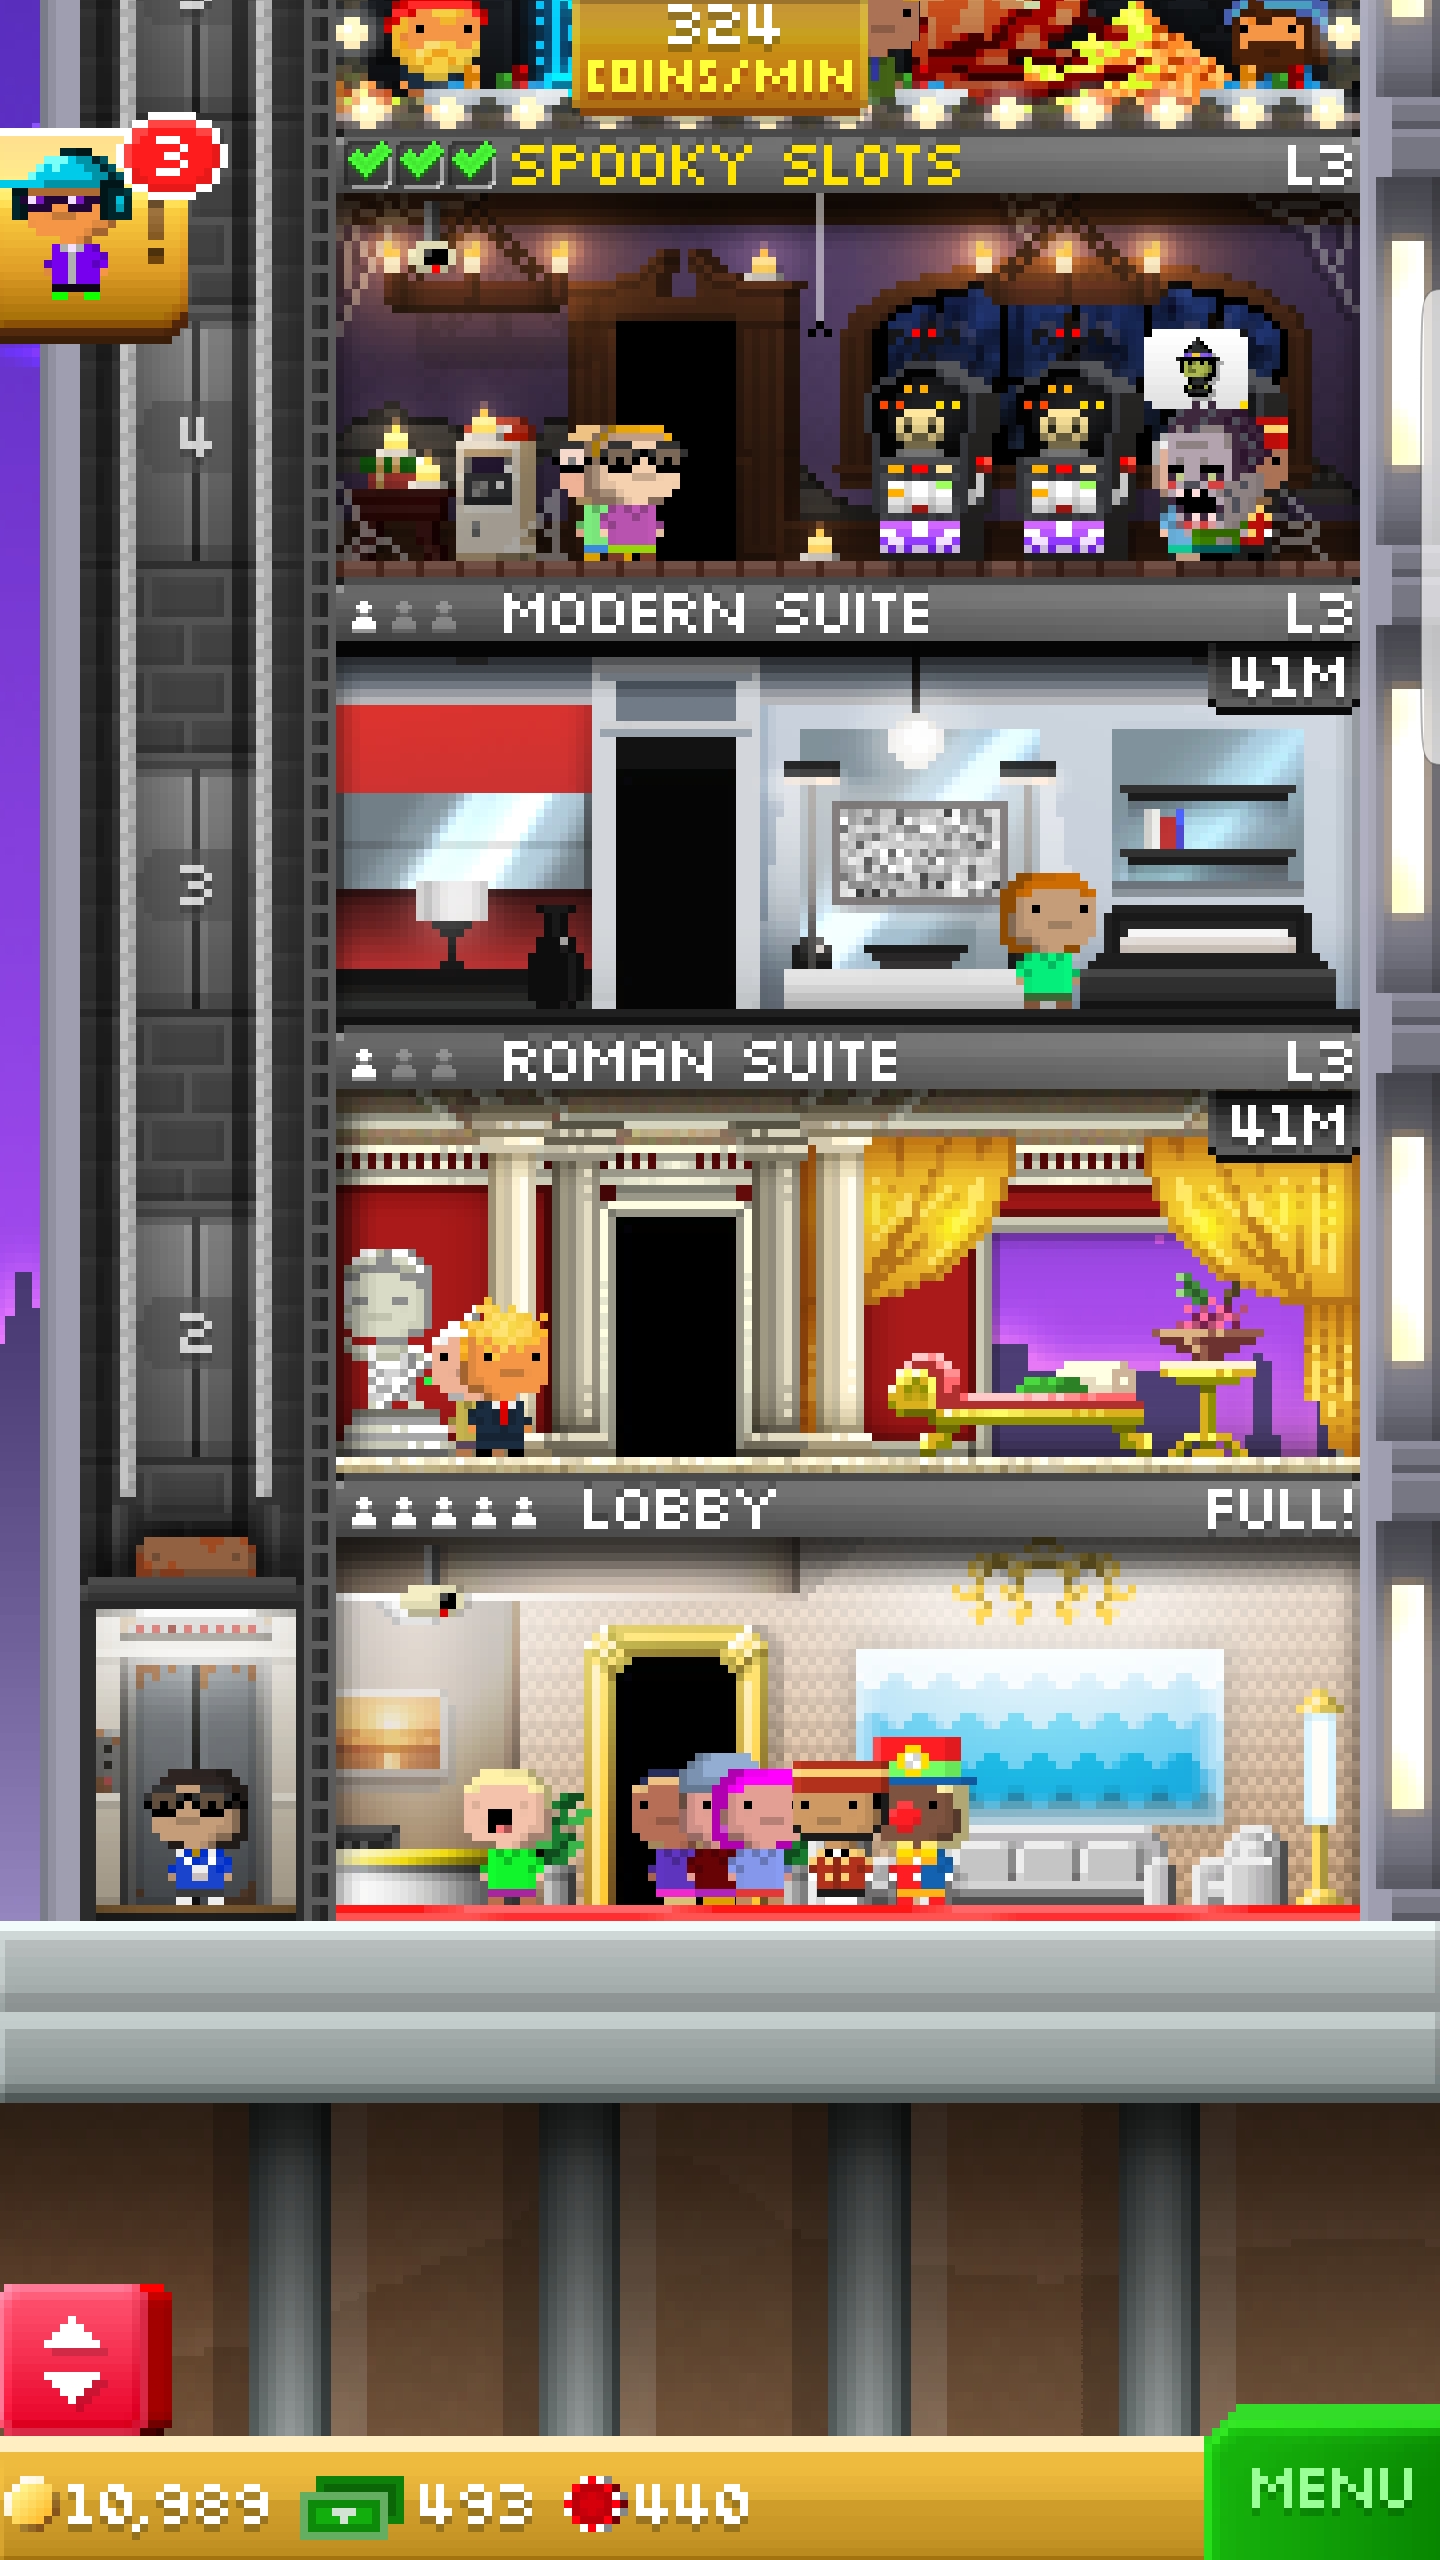 324
COINS/MIN
3
SPOOKY SLOTS L3
4
MODERN SUITE L3
41M
3
ROMAN SUITE L3
41M
2
LOBBY FULL!
10,989 493 440
MENU